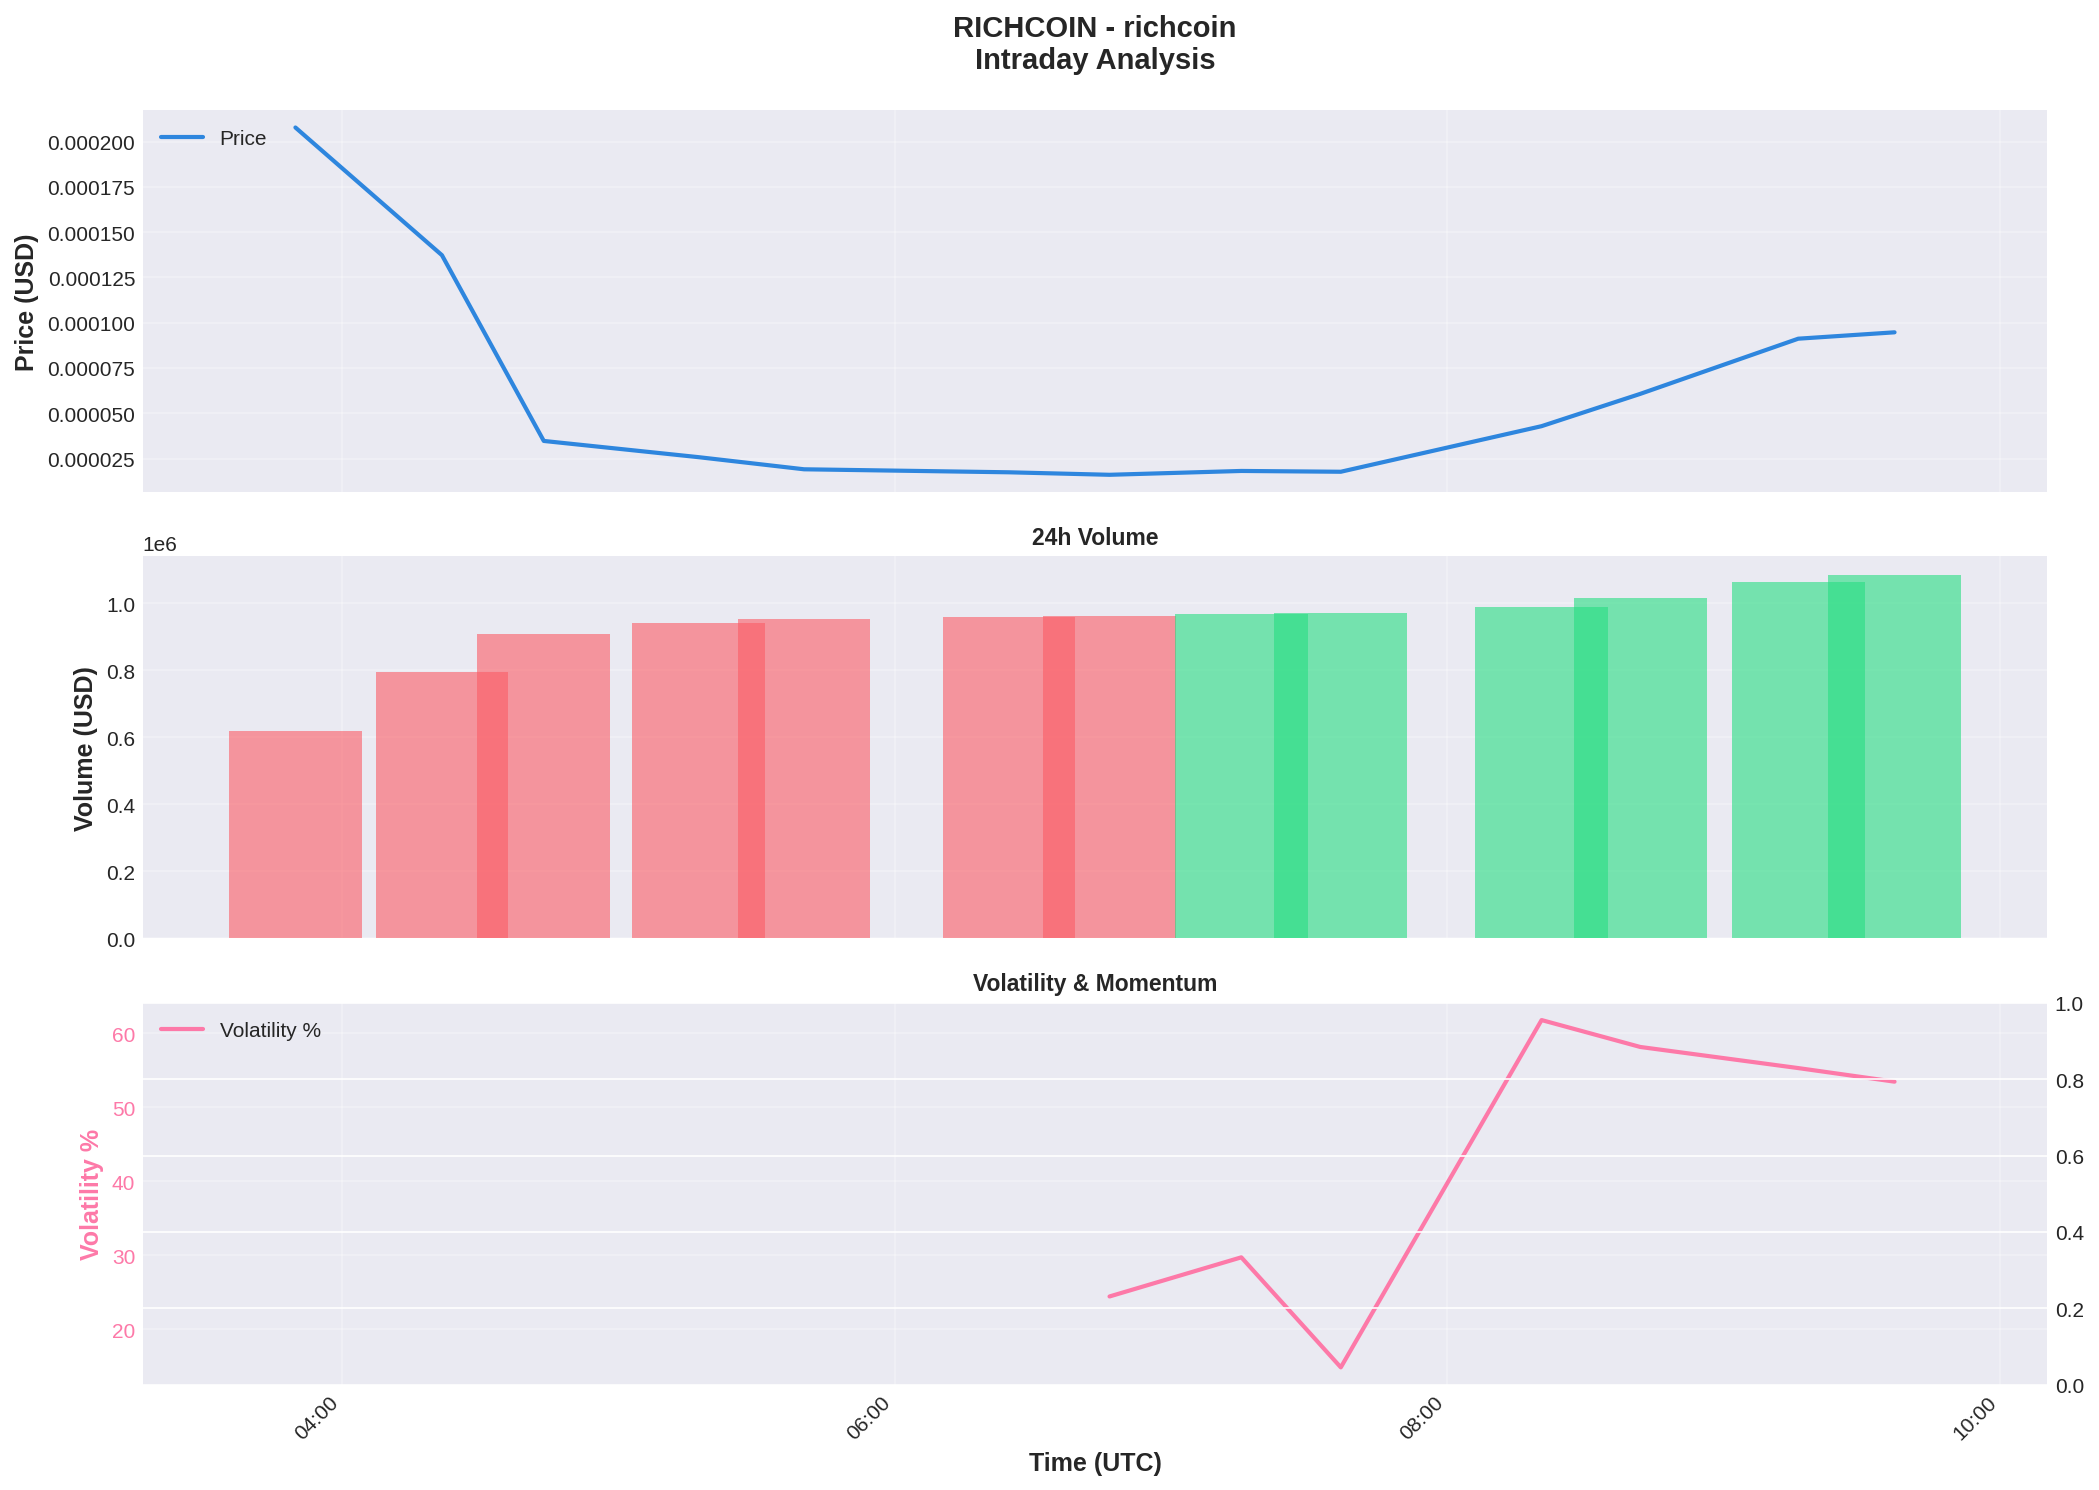 RICHCOIN - richcoin
Intraday Analysis
Price
Price (USD)
0.000200
0.000175
0.000150
0.000125
0.000100
0.000075
0.000050
0.000025
24h Volume
1e6
Volume (USD)
1.0
0.8
0.6
0.4
0.2
0.0
Volatility & Momentum
Volatility %
Volatility %
60
50
40
30
20
1.0
0.8
0.6
0.4
0.2
0.0
04:00
06:00
08:00
10:00
Time (UTC)